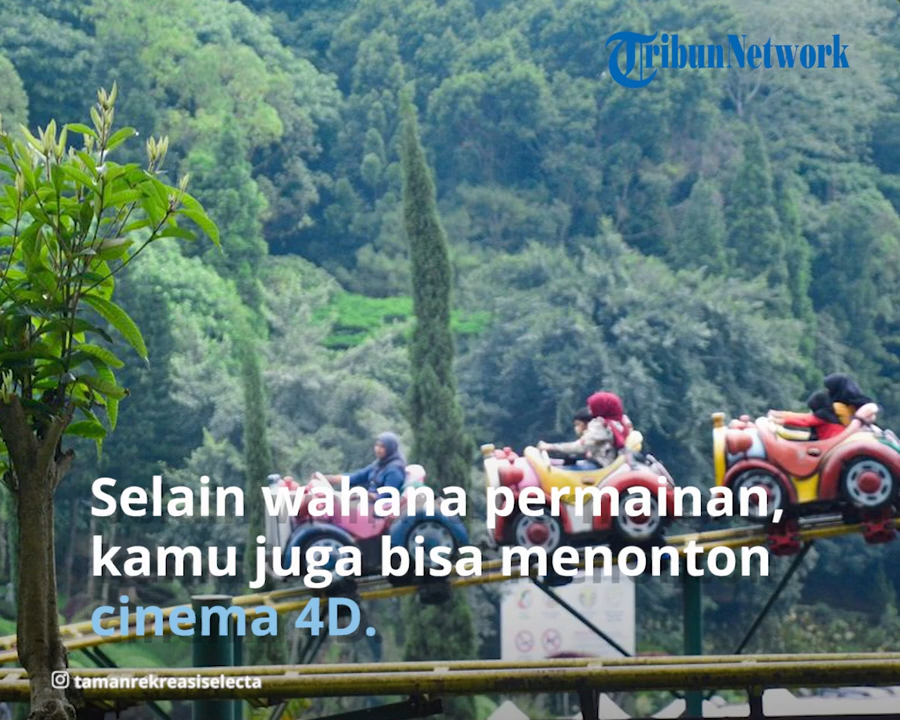 TribunNetwork
Selain wahana permainan,
kamu juga bisa menonton
cinema 4D.
tamanrekreasiselecta